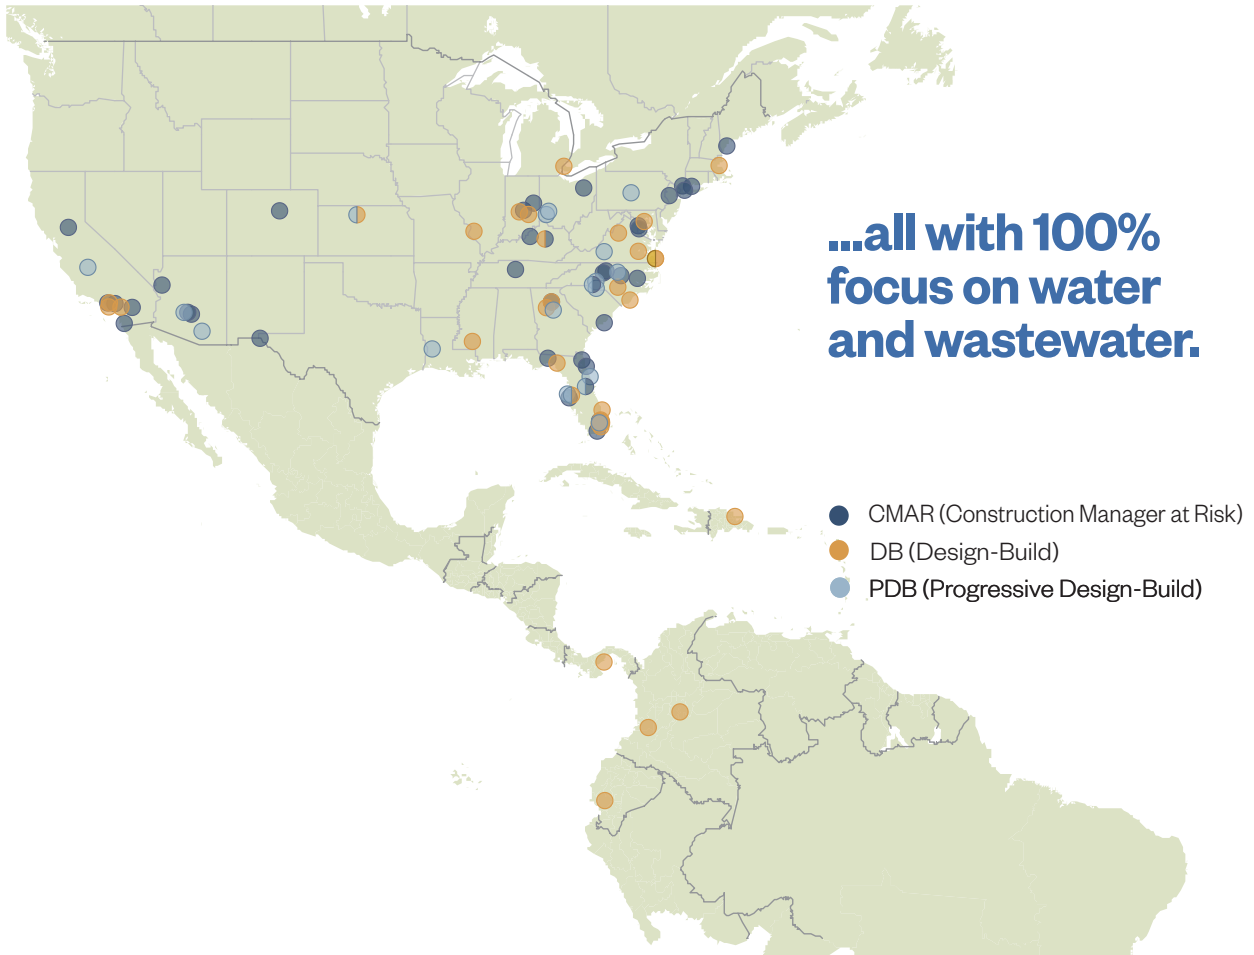 ...all with 100%
focus on water
and wastewater.
CMAR (Construction Manager at Risk)
DB (Design-Build)
PDB (Progressive Design-Build)